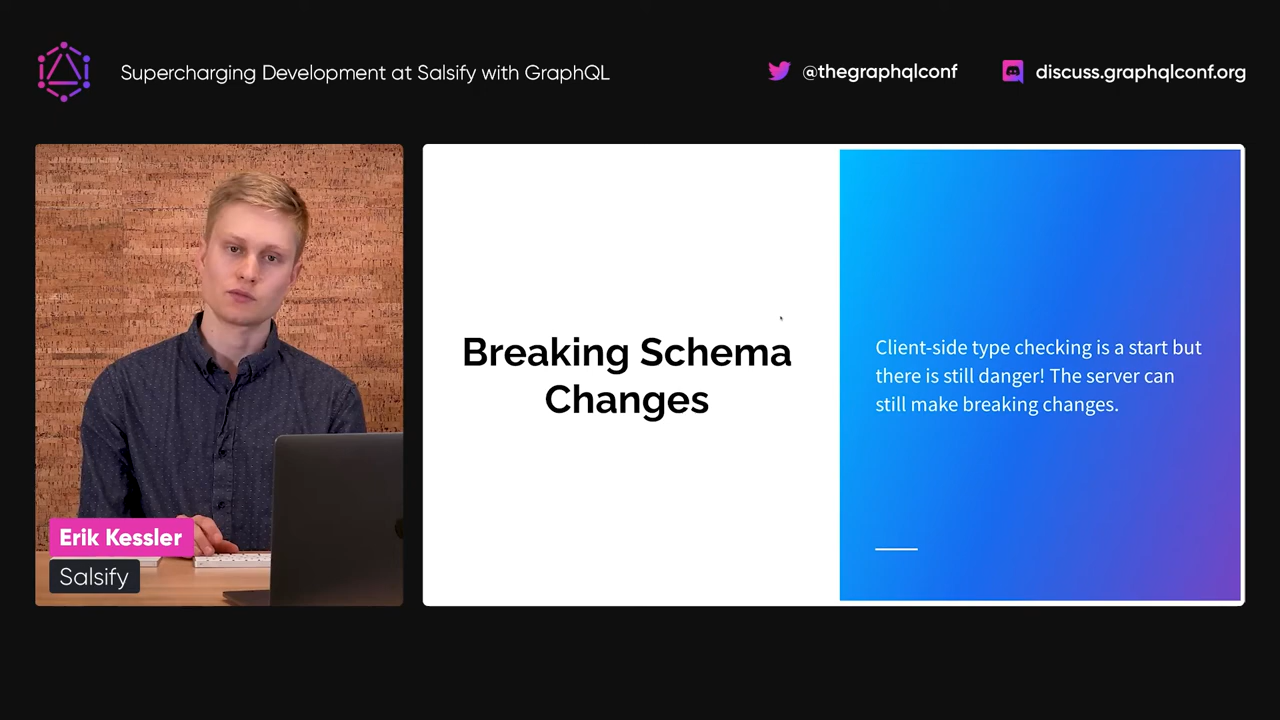 Supercharging Development at Salsify with GraphQL
@thegraphqlconf
discuss.graphqlconf.org
Breaking Schema
Changes
Client-side type checking is a start but
there is still danger! The server can
still make breaking changes.
Erik Kessler
Salsify